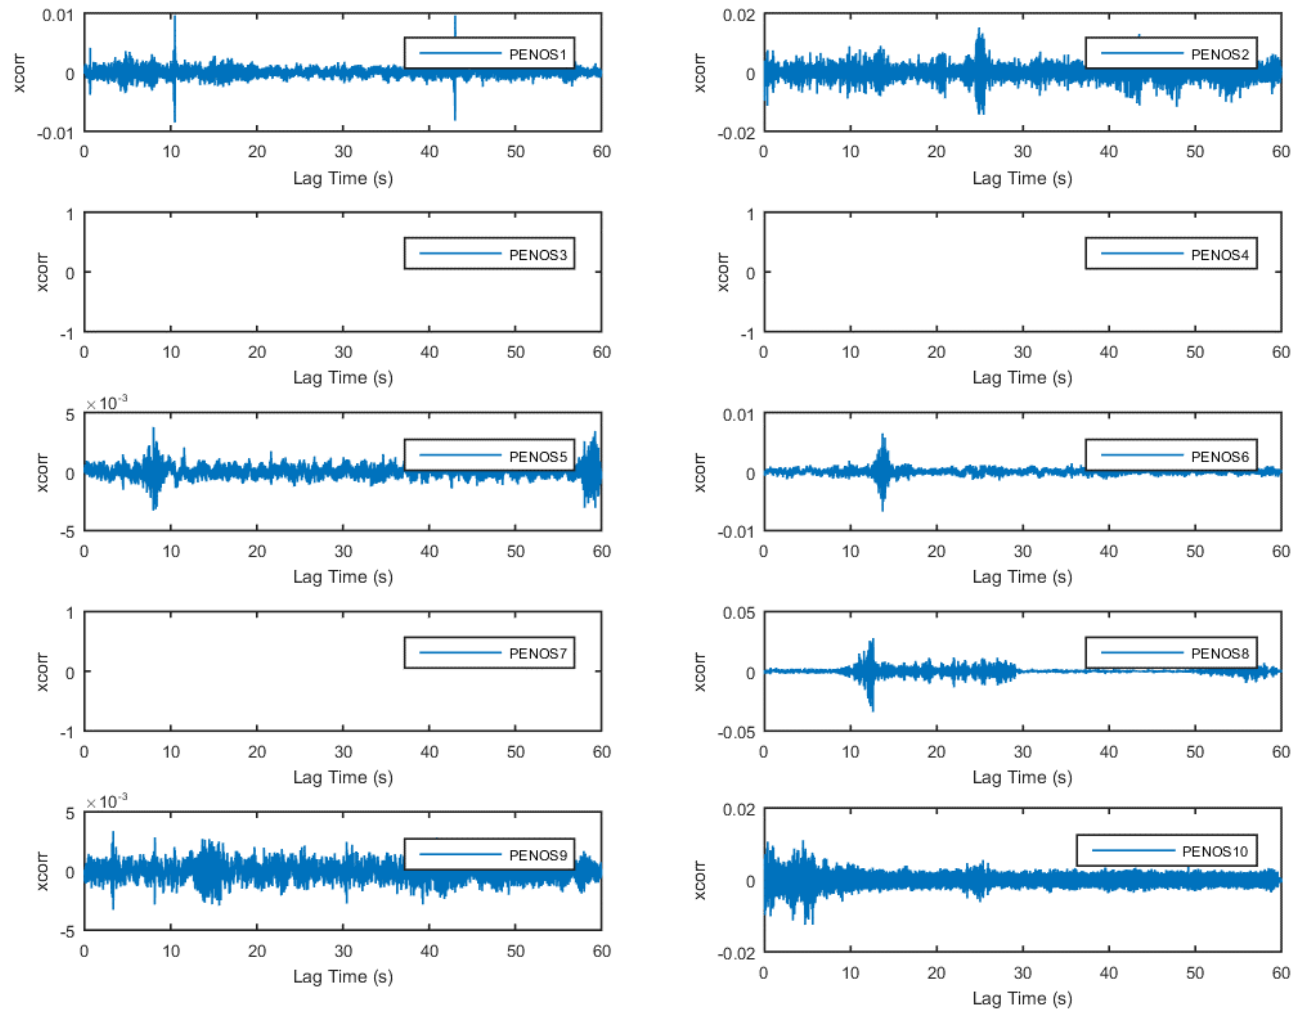 0.01
xcorr
0
-0.01
PENOS1
0 10 20 30 40 50 60
Lag Time (s)
0.02
xcorr
0
-0.02
PENOS2
0 10 20 30 40 50 60
Lag Time (s)
1
xcorr
0
-1
PENOS3
0 10 20 30 40 50 60
Lag Time (s)
1
xcorr
0
-1
PENOS4
0 10 20 30 40 50 60
Lag Time (s)
×10⁻³
5
xcorr
0
-5
PENOS5
0 10 20 30 40 50 60
Lag Time (s)
0.01
xcorr
0
-0.01
PENOS6
0 10 20 30 40 50 60
Lag Time (s)
1
xcorr
0
-1
PENOS7
0 10 20 30 40 50 60
Lag Time (s)
0.05
xcorr
0
-0.05
PENOS8
0 10 20 30 40 50 60
Lag Time (s)
×10⁻³
5
xcorr
0
-5
PENOS9
0 10 20 30 40 50 60
Lag Time (s)
0.02
xcorr
0
-0.02
PENOS10
0 10 20 30 40 50 60
Lag Time (s)